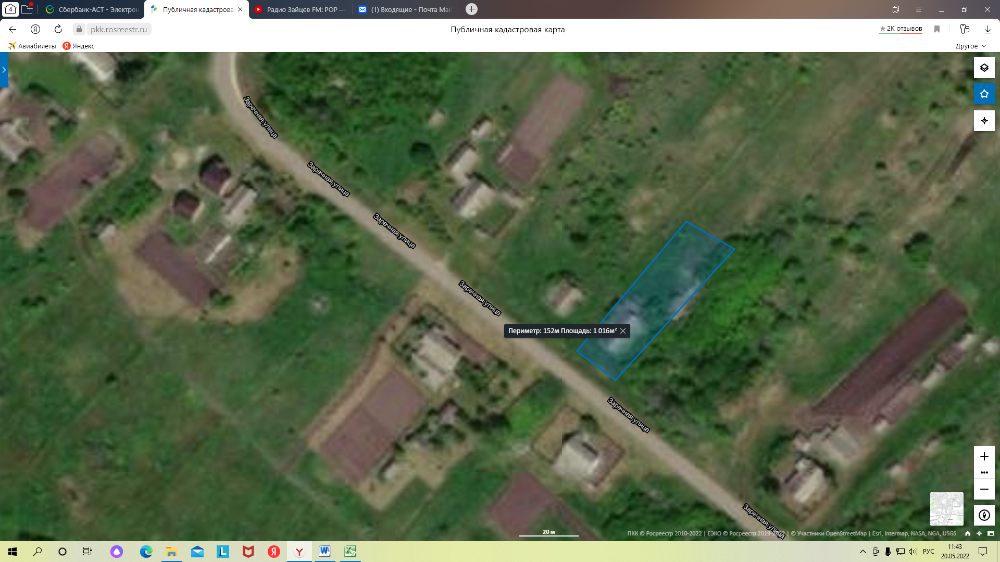 4
Сбербанк-АСТ - Электрон
Публичная кадастрова
Радио Зайцев FM: POP —
(1) Входящие - Почта Mail
pkk.rosreestr.ru
Публичная кадастровая карта
2K отзывов
Авиабилеты
Яндекс
Другое
Заречная улица
Заречная улица
Заречная улица
Заречная улица
Периметр: 152м Площадь: 1 016м²
Заречная улица
Заречная улица
20 м
ПКК © Росреестр 2010-2022 | ЕЭКО © Росреестр 2019-2022 | © Участники OpenStreetMap | Esri, Intermap, NASA, NGA, USGS
РУС
11:43
20.05.2022